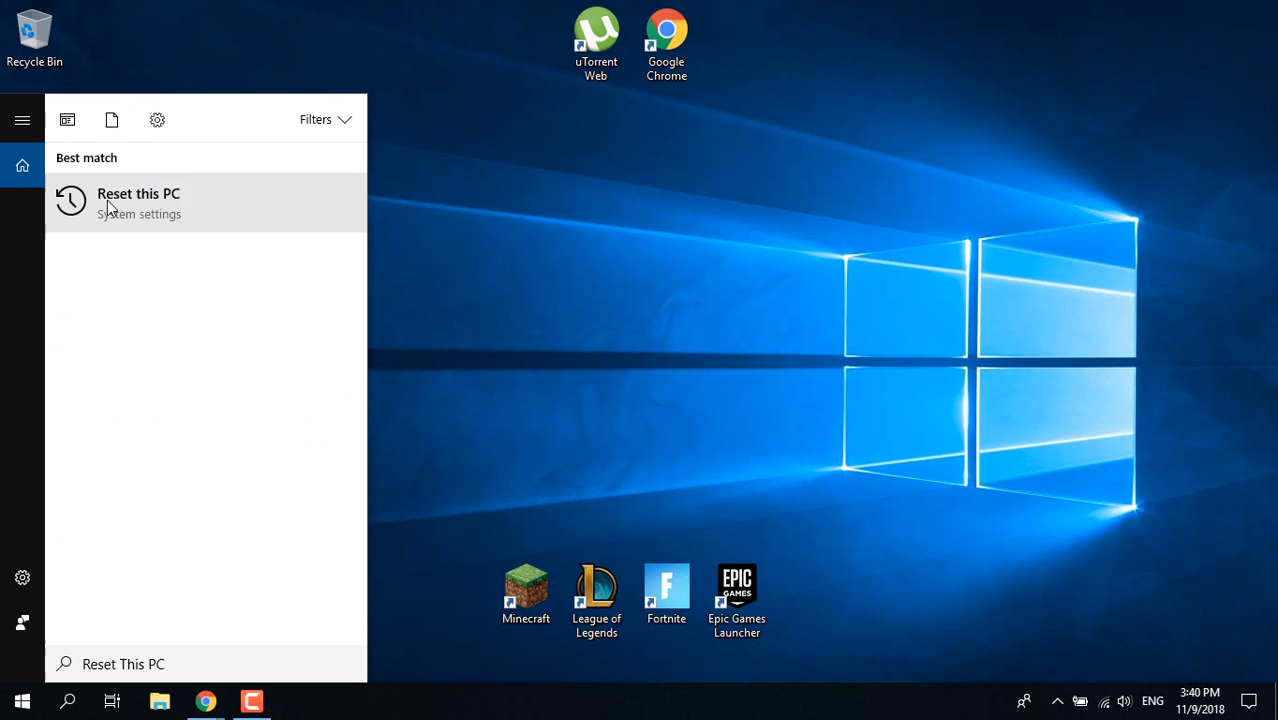 Recycle Bin
uTorrent
Web
Google
Chrome
Filters
Best match
Reset this PC
System settings
Minecraft
League of
Legends
Fortnite
EPIC
GAMES
Epic Games
Launcher
Reset This PC
ENG
3:40 PM
11/9/2018